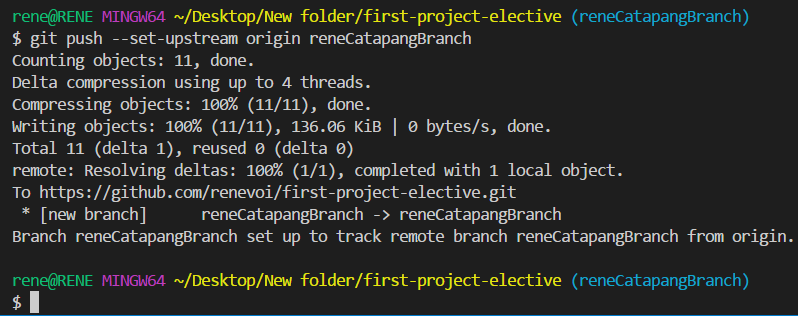 rene@RENE MINGW64 ~/Desktop/New folder/first-project-elective (reneCatapangBranch)
$ git push --set-upstream origin reneCatapangBranch
Counting objects: 11, done.
Delta compression using up to 4 threads.
Compressing objects: 100% (11/11), done.
Writing objects: 100% (11/11), 136.06 KiB | 0 bytes/s, done.
Total 11 (delta 1), reused 0 (delta 0)
remote: Resolving deltas: 100% (1/1), completed with 1 local object.
To https://github.com/renevoi/first-project-elective.git
 * [new branch]      reneCatapangBranch -> reneCatapangBranch
Branch reneCatapangBranch set up to track remote branch reneCatapangBranch from origin.
rene@RENE MINGW64 ~/Desktop/New folder/first-project-elective (reneCatapangBranch)
$